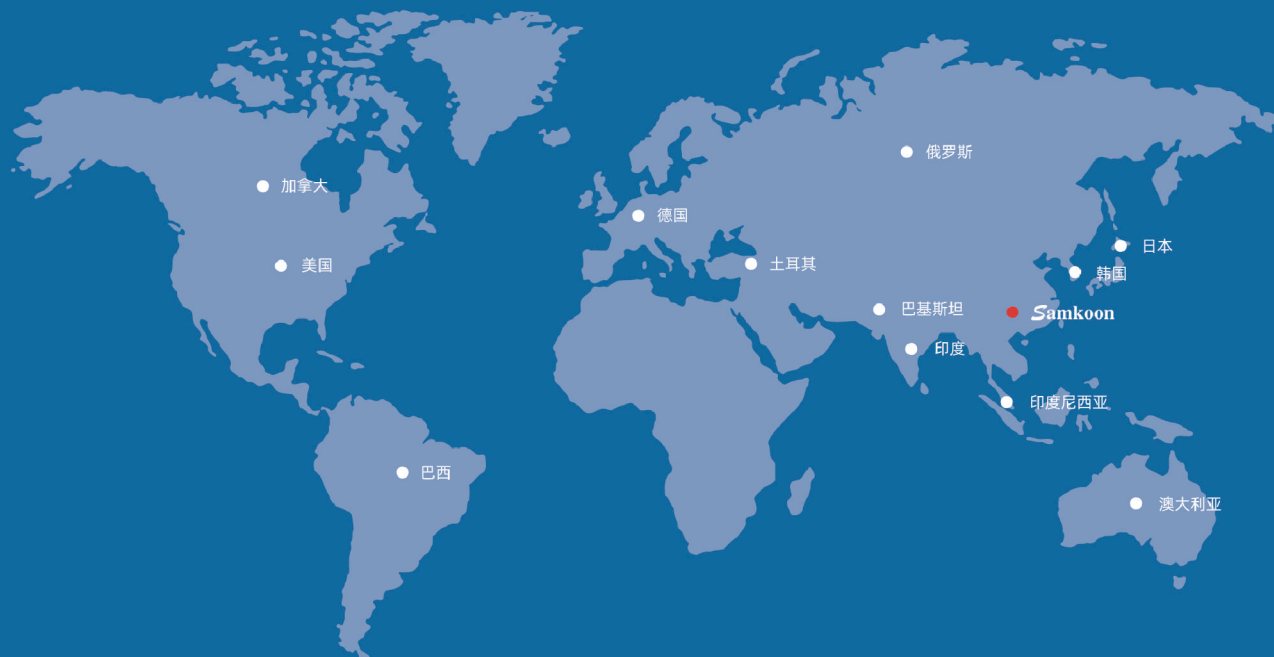 俄罗斯
加拿大
德国
日本
美国
土耳其
韩国
巴基斯坦
Samkoon
印度
印度尼西亚
巴西
澳大利亚